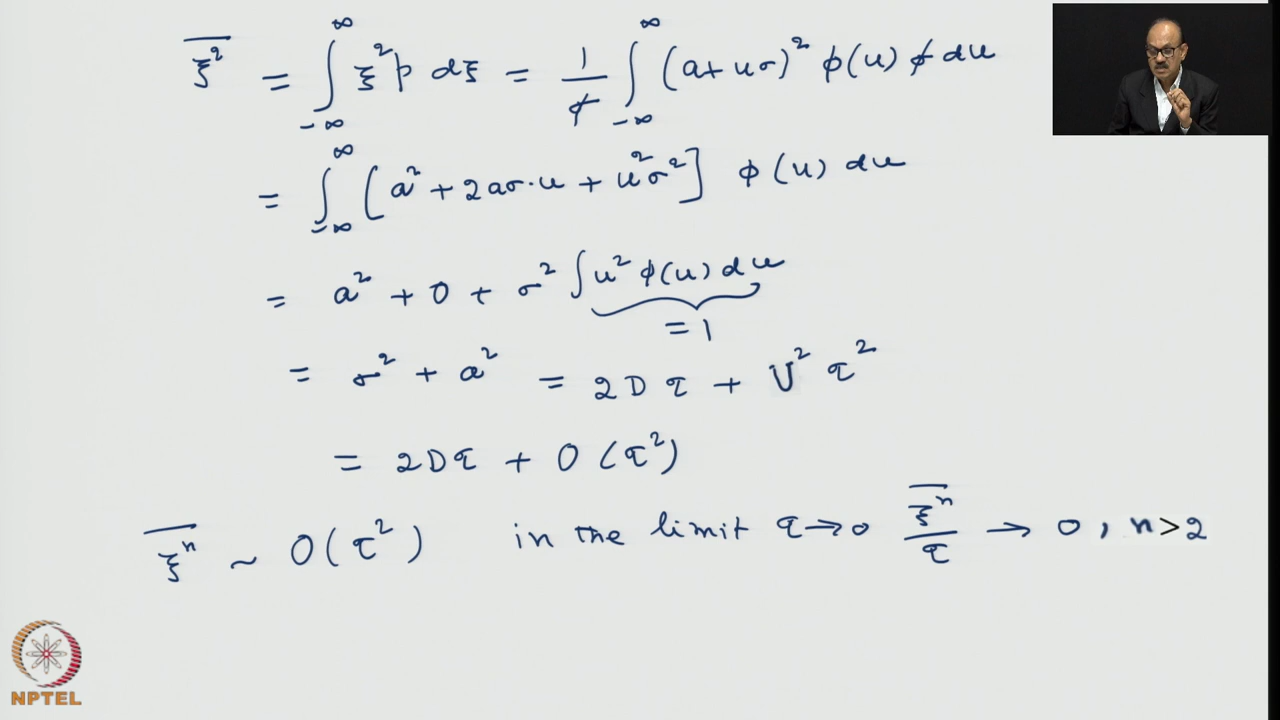 $\overline{\xi^2} = \int_{-\infty}^{\infty} \xi^2 p \, d\xi = \frac{1}{\not\sigma} \int_{-\infty}^{\infty} (a+u\sigma)^2 \phi(u) \not\sigma du$
$= \int_{-\infty}^{\infty} [a^2 + 2a\sigma \cdot u + u^2\sigma^2] \phi(u) du$
$= a^2 + 0 + \sigma^2 \underbrace{\int u^2 \phi(u) du}_{=1}$
$= \sigma^2 + a^2 = 2D\tau + U^2\tau^2$
$= 2D\tau + O(\tau^2)$
$\overline{\xi^n} \sim O(\tau^2)$ in the limit $\tau \to 0$ $\frac{\overline{\xi^n}}{\tau} \to 0, n>2$
NPTEL